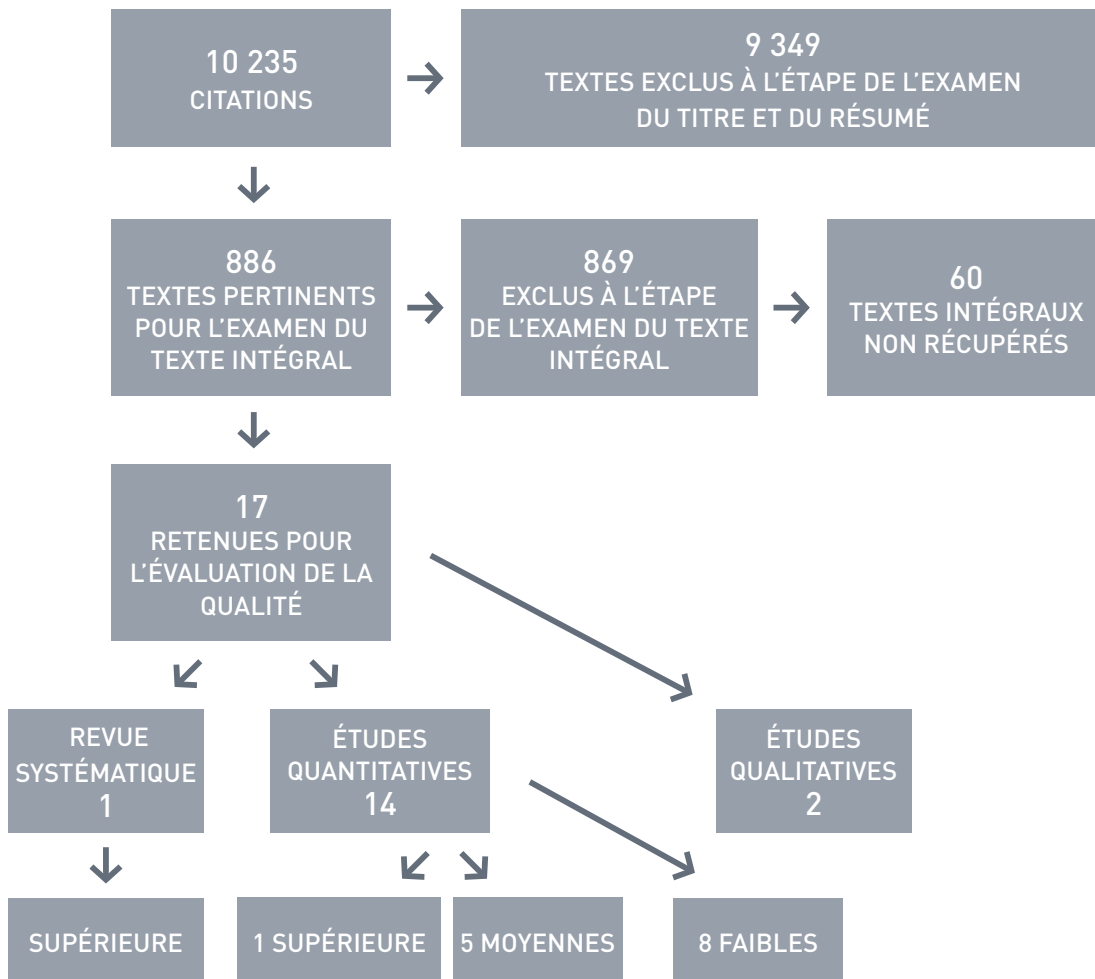 10 235
CITATIONS
9 349
TEXTES EXCLUS À L'ÉTAPE DE L'EXAMEN
DU TITRE ET DU RÉSUMÉ
886
TEXTES PERTINENTS
POUR L'EXAMEN DU
TEXTE INTÉGRAL
869
EXCLUS À L'ÉTAPE
DE L'EXAMEN DU TEXTE
INTÉGRAL
60
TEXTES INTÉGRAUX
NON RÉCUPÉRÉS
17
RETENUES POUR
L'ÉVALUATION DE LA
QUALITÉ
REVUE
SYSTÉMATIQUE
1
ÉTUDES
QUANTITATIVES
14
ÉTUDES
QUALITATIVES
2
SUPÉRIEURE
1 SUPÉRIEURE
5 MOYENNES
8 FAIBLES